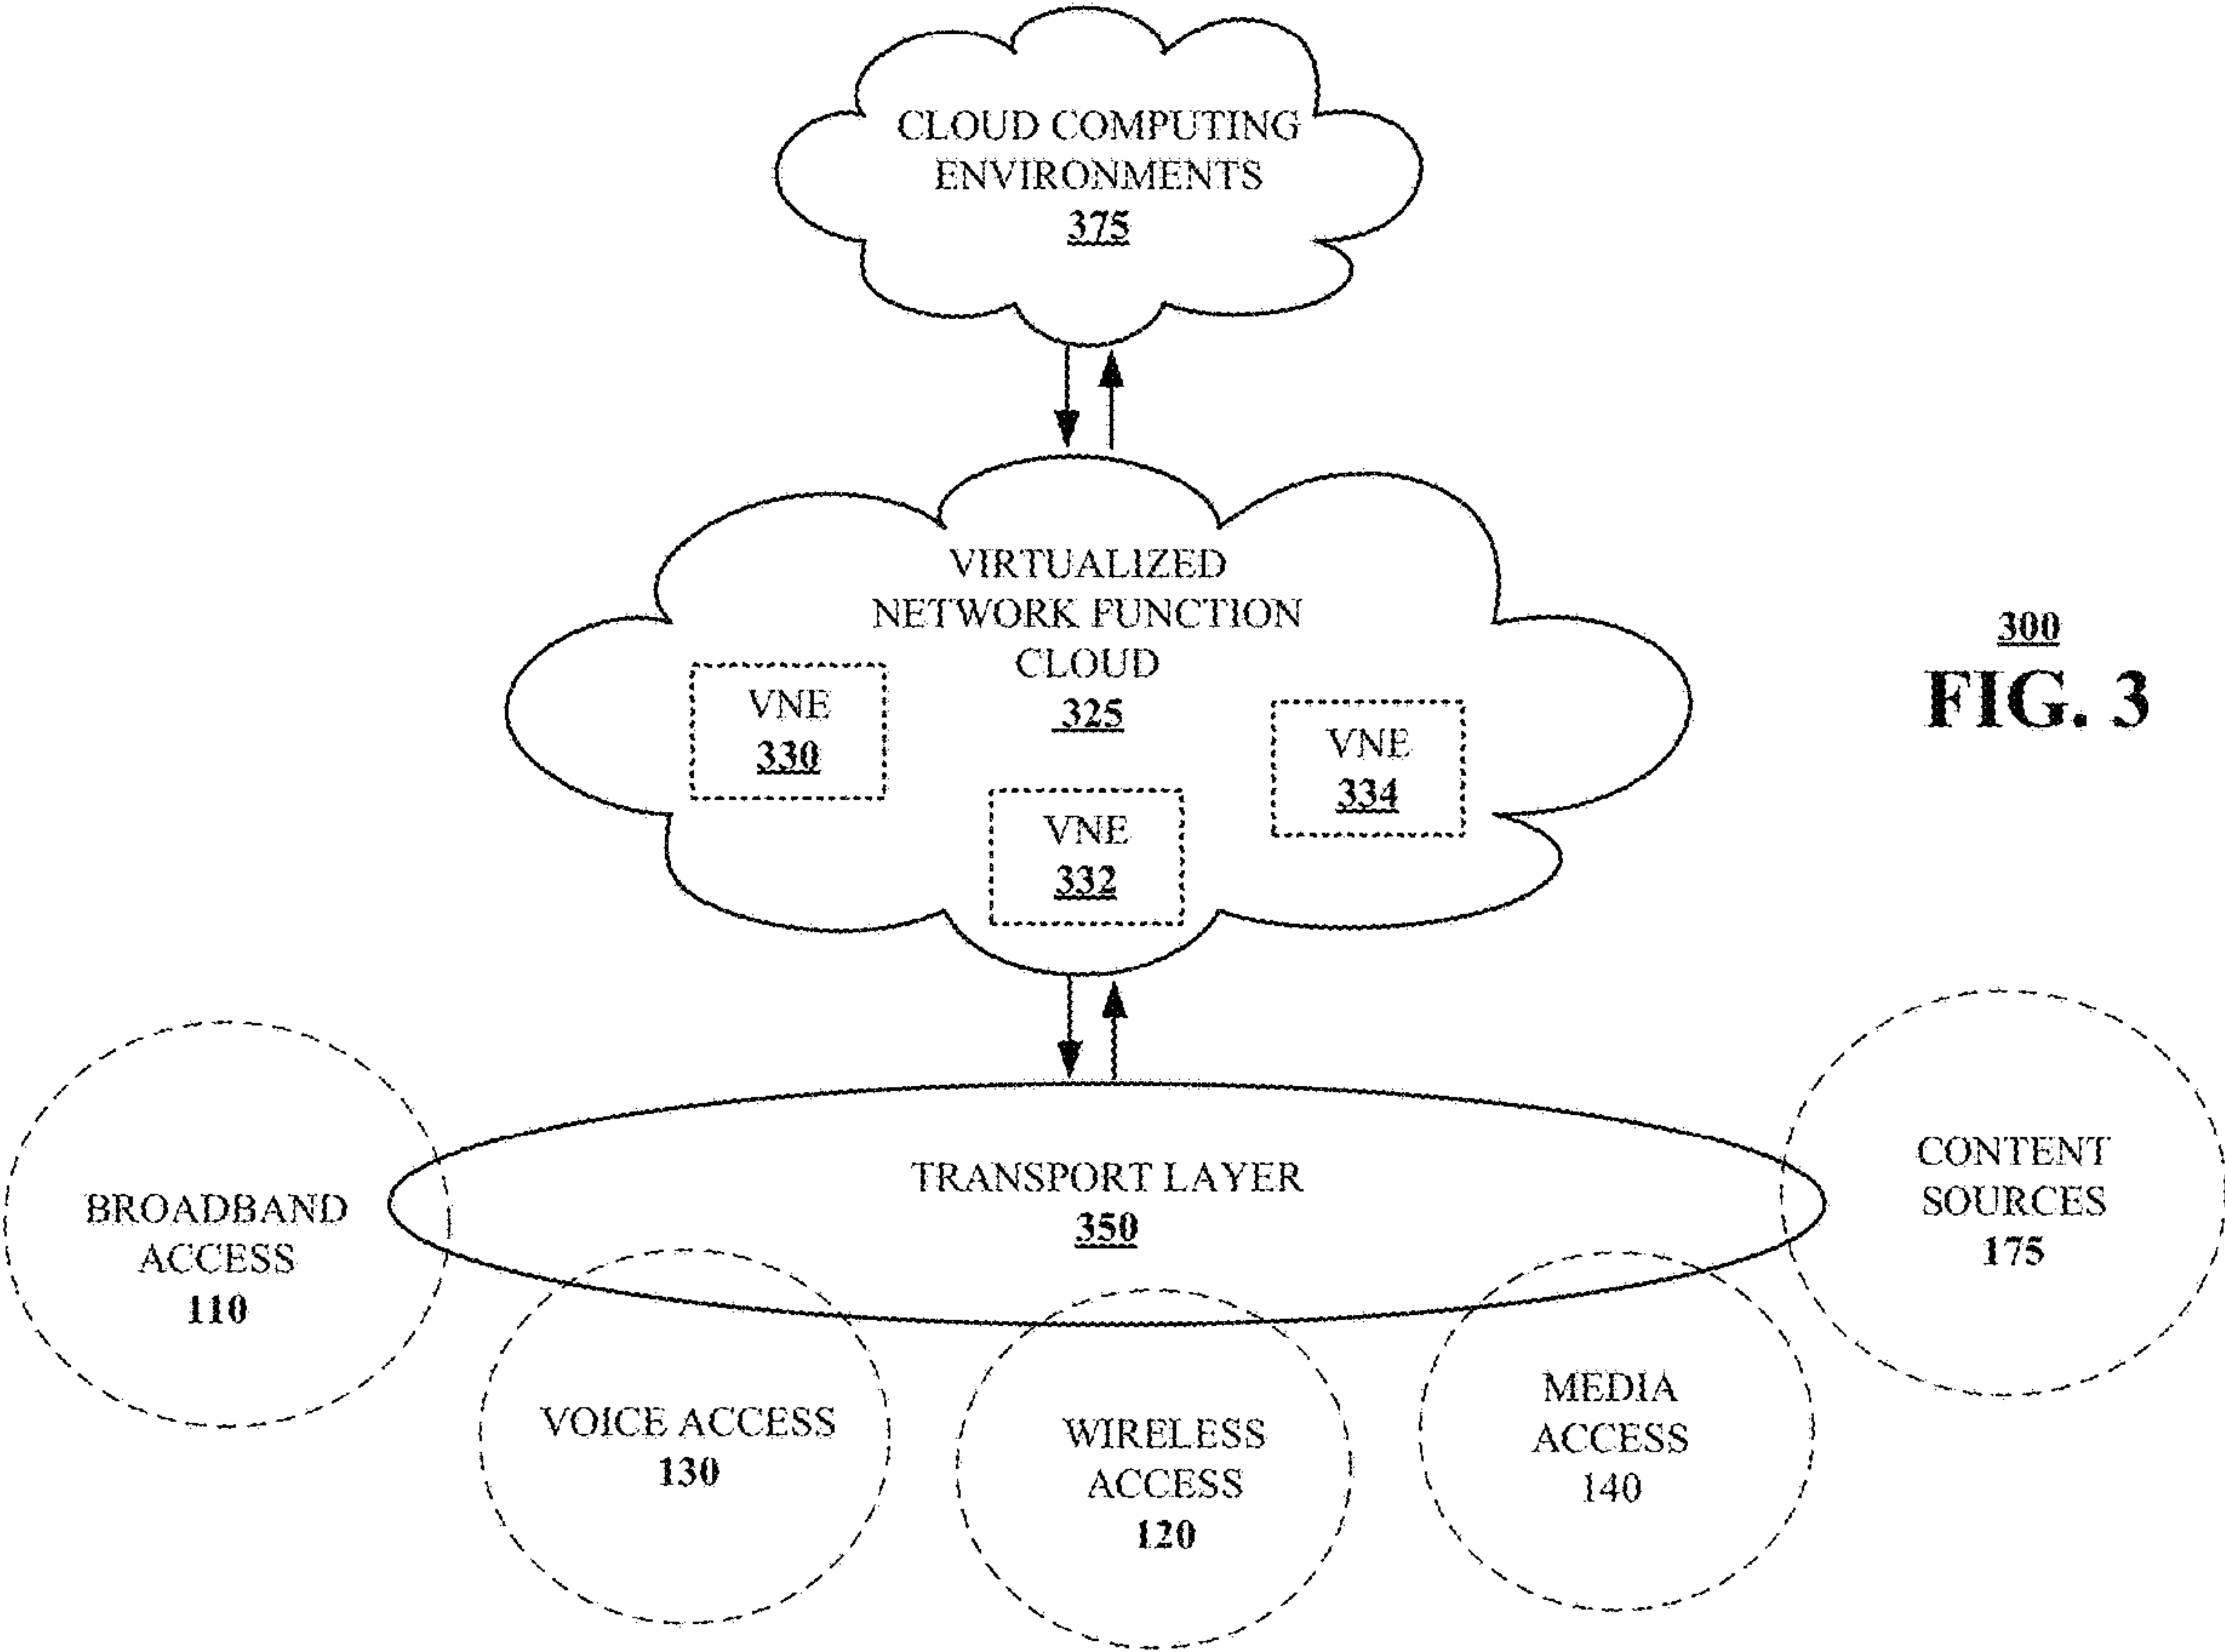 CLOUD COMPUTING
ENVIRONMENTS
375
VIRTUALIZED
NETWORK FUNCTION
CLOUD
325
VNE
330
VNE
332
VNE
334
300
FIG. 3
TRANSPORT LAYER
350
BROADBAND
ACCESS
110
VOICE ACCESS
130
WIRELESS
ACCESS
120
MEDIA
ACCESS
140
CONTENT
SOURCES
175